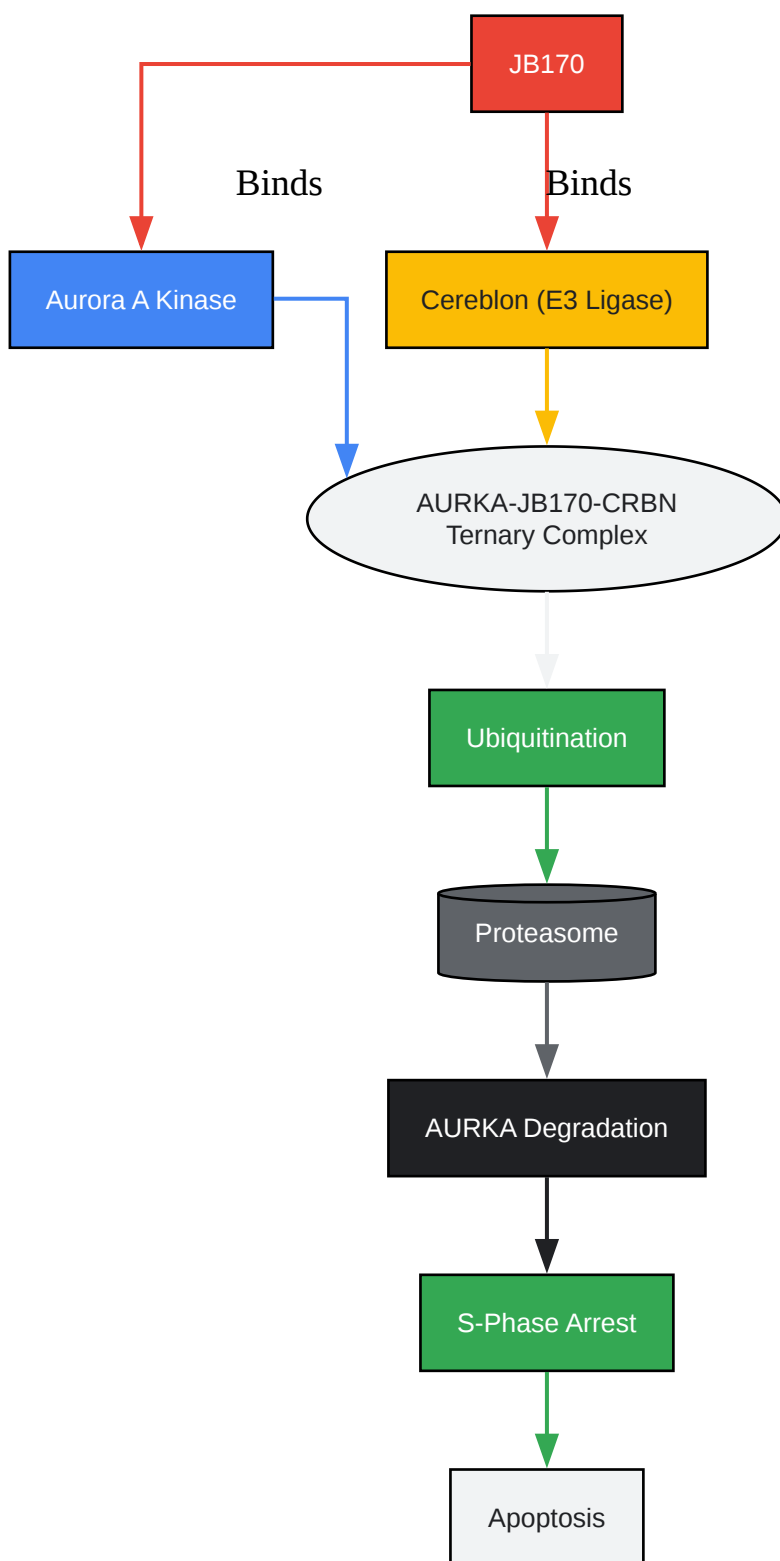 JB170
Binds
Binds
Aurora A Kinase
Cereblon (E3 Ligase)
AURKA-JB170-CRBN
Ternary Complex
Ubiquitination
Proteasome
AURKA Degradation
S-Phase Arrest
Apoptosis